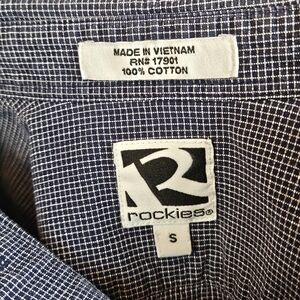 MADE IN VIETNAM
RN# 17901
100% COTTON
R
rockies®
S